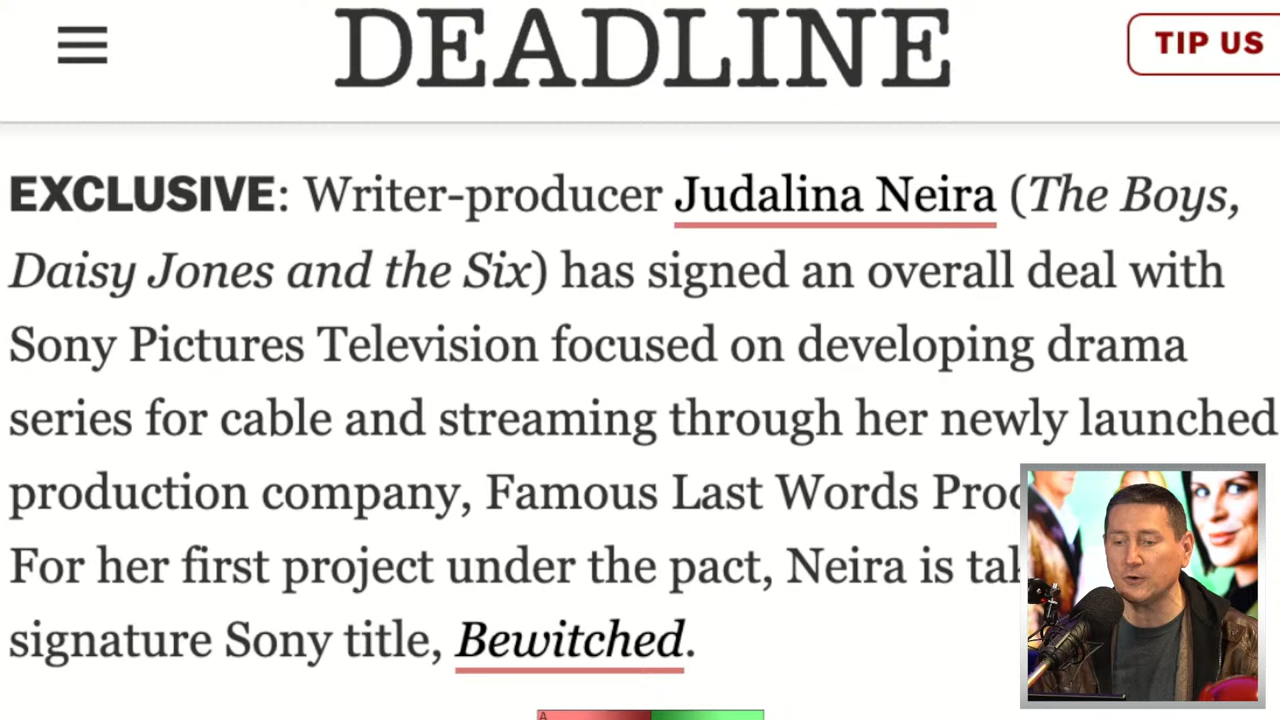 DEADLINE
TIP US
EXCLUSIVE: Writer-producer Judalina Neira (The Boys,
Daisy Jones and the Six) has signed an overall deal with
Sony Pictures Television focused on developing drama
series for cable and streaming through her newly launched
production company, Famous Last Words
For her first project under the pact, Neira is
signature Sony title, Bewitched.
A